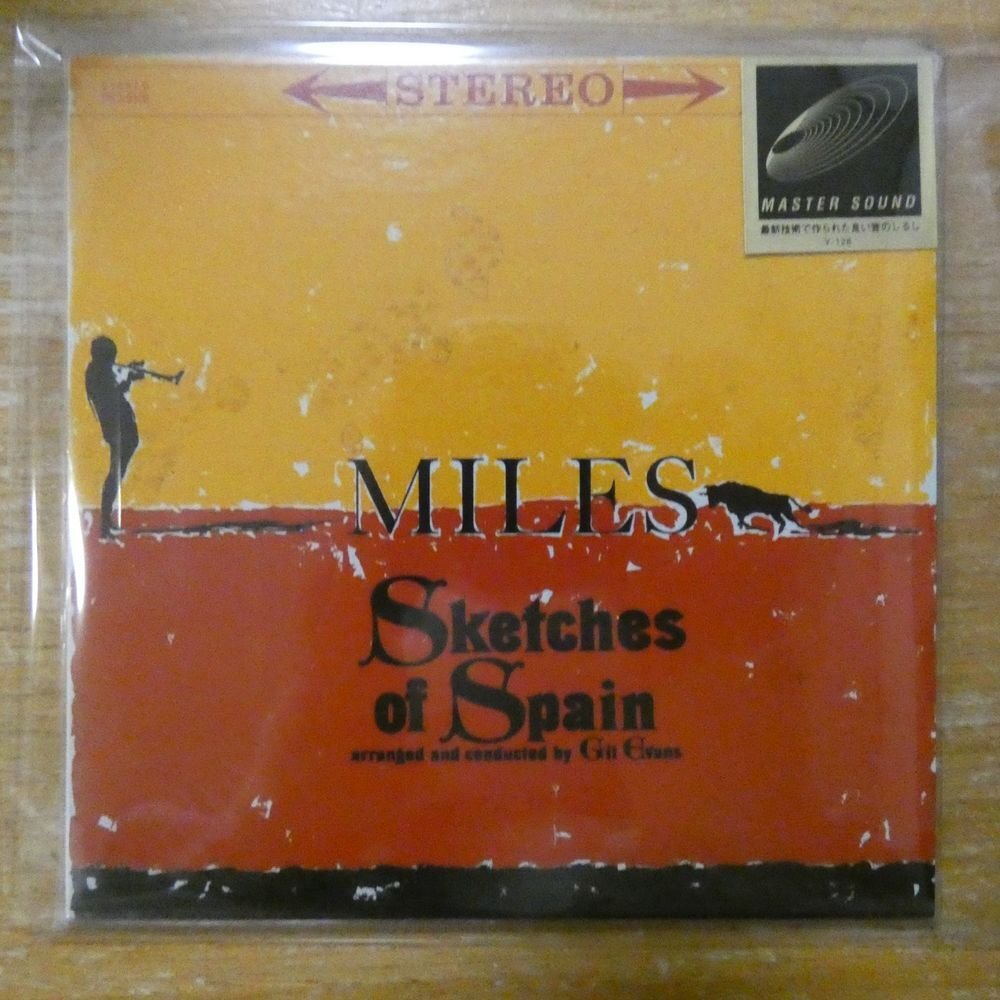 STEREO
MASTER SOUND
最新技術で作られた良い音のしるし
Y-128
MILES
Sketches
of Spain
arranged and conducted by Gil Evans